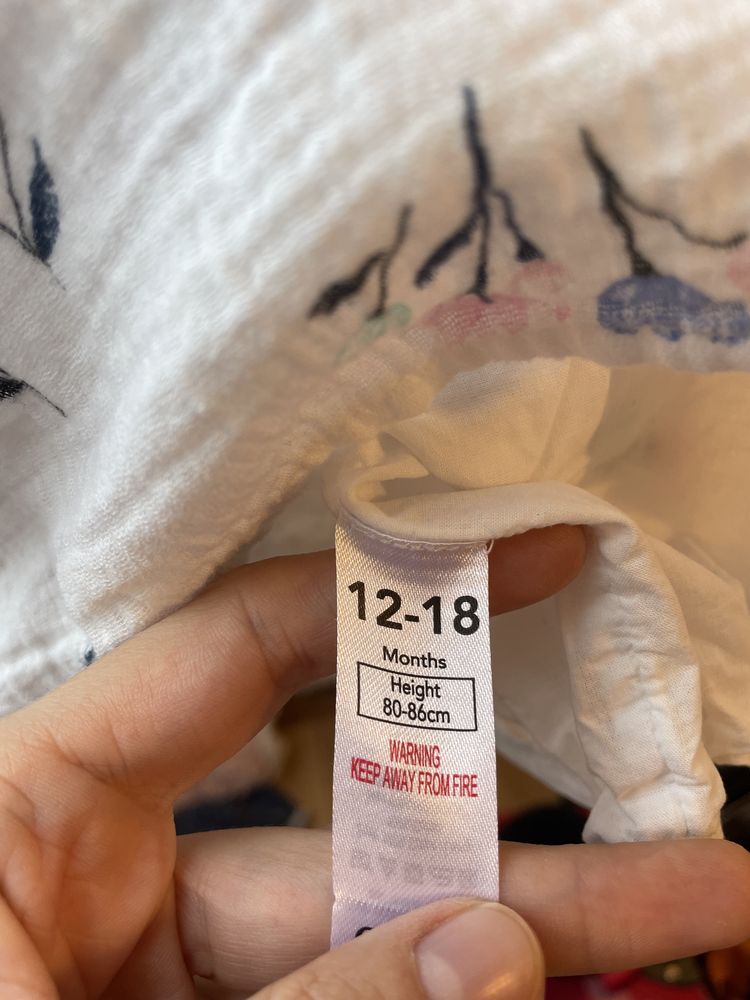 12-18
Months
Height
80-86cm
WARNING
KEEP AWAY FROM FIRE